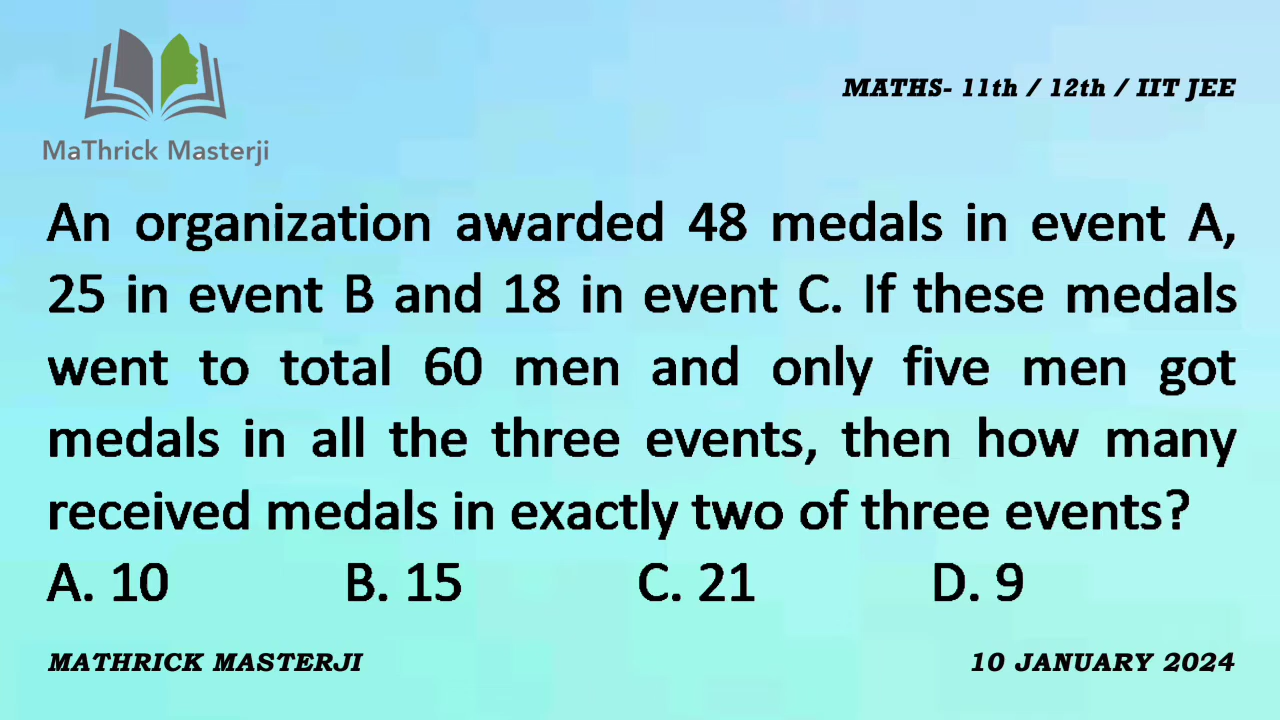 MaThrick Masterji
MATHS- 11th / 12th / IIT JEE
An organization awarded 48 medals in event A,
25 in event B and 18 in event C. If these medals
went to total 60 men and only five men got
medals in all the three events, then how many
received medals in exactly two of three events?
A. 10 B. 15 C. 21 D. 9
MATHRICK MASTERJI
10 JANUARY 2024